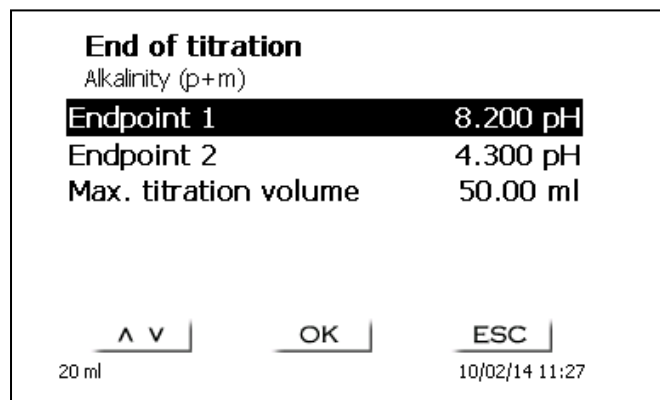 End of titration
Alkalinity (p+m)
Endpoint 1 8.200 pH
Endpoint 2 4.300 pH
Max. titration volume 50.00 ml
∧ ∨ OK ESC
20 ml 10/02/14 11:27